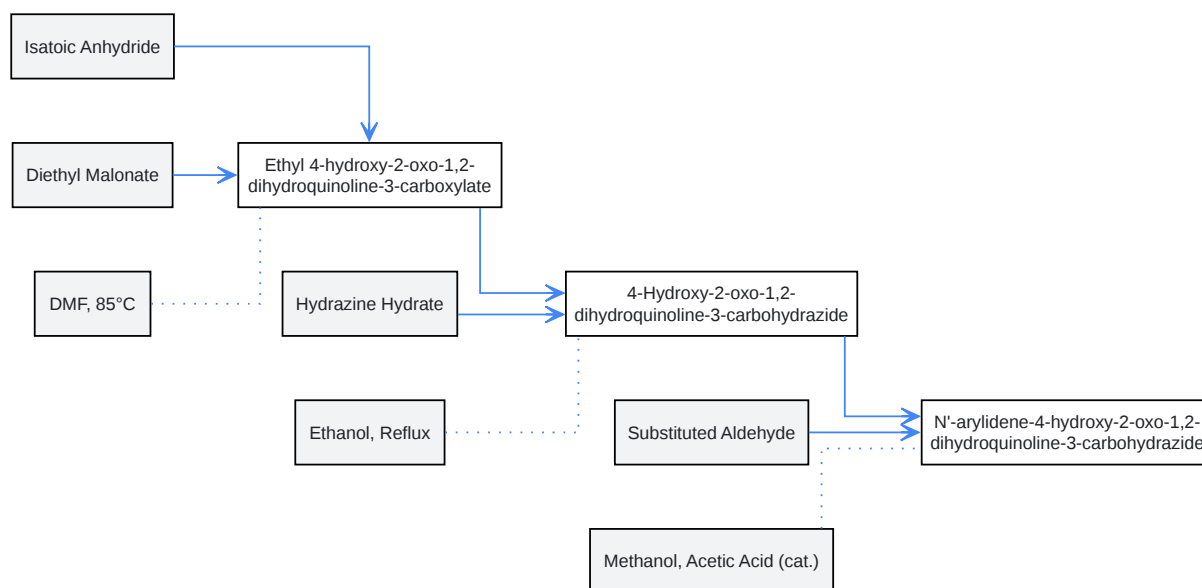 Isatoic Anhydride
Diethyl Malonate
Ethyl 4-hydroxy-2-oxo-1,2-
dihydroquinoline-3-carboxylate
DMF, 85°C
Hydrazine Hydrate
4-Hydroxy-2-oxo-1,2-
dihydroquinoline-3-carbohydrazide
Ethanol, Reflux
Substituted Aldehyde
N'-arylidene-4-hydroxy-2-oxo-1,2-
dihydroquinoline-3-carbohydrazide
Methanol, Acetic Acid (cat.)